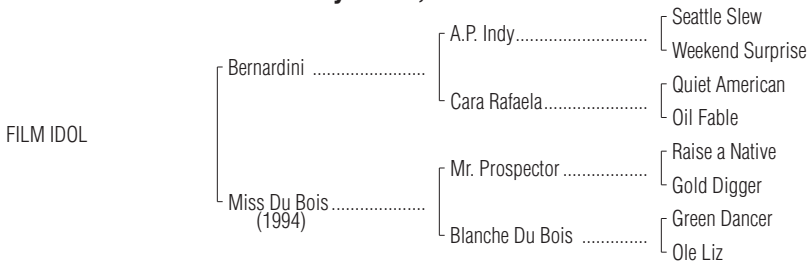 Seattle Slew
A.P. Indy..............................
Weekend Surprise
Bernardini ..........................
Quiet American
Cara Rafaela........................
Oil Fable
FILM IDOL
Raise a Native
Mr. Prospector ....................
Gold Digger
Miss Du Bois ......................
(1994)
Green Dancer
Blanche Du Bois ...............
Ole Liz